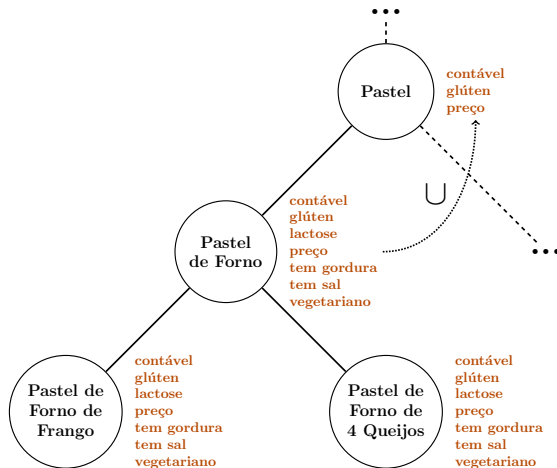 ...
Pastel
contável
glúten
preço
∪
...
Pastel
de Forno
contável
glúten
lactose
preço
tem gordura
tem sal
vegetariano
Pastel de
Forno de
Frango
contável
glúten
lactose
preço
tem gordura
tem sal
vegetariano
Pastel de
Forno de
4 Queijos
contável
glúten
lactose
preço
tem gordura
tem sal
vegetariano